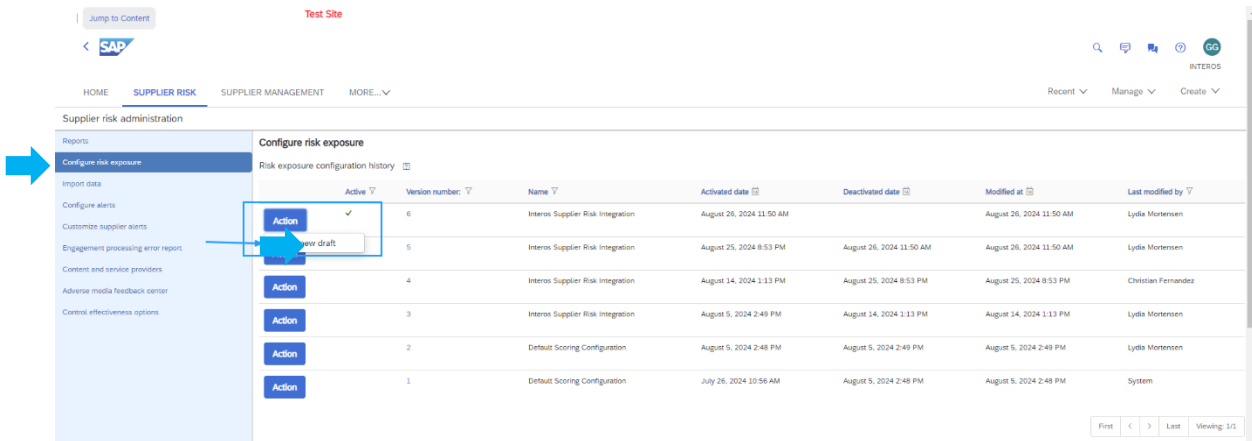 Jump to Content
Test Site
SAP
GG
INTEROS
HOME SUPPLIER RISK SUPPLIER MANAGEMENT MORE... Recent Manage Create
Supplier risk administration
Reports
Configure risk exposure
Import data
Configure alerts
Customize supplier alerts
Engagement processing error report
Content and service providers
Adverse media feedback center
Control effectiveness options
Configure risk exposure
Risk exposure configuration history
Active Version number: Name Activated date Deactivated date Modified at Last modified by
Action 6 Interos Supplier Risk Integration August 26, 2024 11:50 AM August 26, 2024 11:50 AM Lydia Mortensen
new draft
5 Interos Supplier Risk Integration August 25, 2024 8:53 PM August 26, 2024 11:50 AM August 26, 2024 11:50 AM Lydia Mortensen
Action 4 Interos Supplier Risk Integration August 14, 2024 1:13 PM August 25, 2024 8:53 PM August 25, 2024 8:53 PM Christian Fernandez
Action 3 Interos Supplier Risk Integration August 5, 2024 2:49 PM August 14, 2024 1:13 PM August 14, 2024 1:13 PM Lydia Mortensen
Action 2 Default Scoring Configuration August 5, 2024 2:48 PM August 5, 2024 2:49 PM August 5, 2024 2:49 PM Lydia Mortensen
Action 1 Default Scoring Configuration July 26, 2024 10:56 AM August 5, 2024 2:48 PM August 5, 2024 2:48 PM System
First < > Last Viewing: 1/1